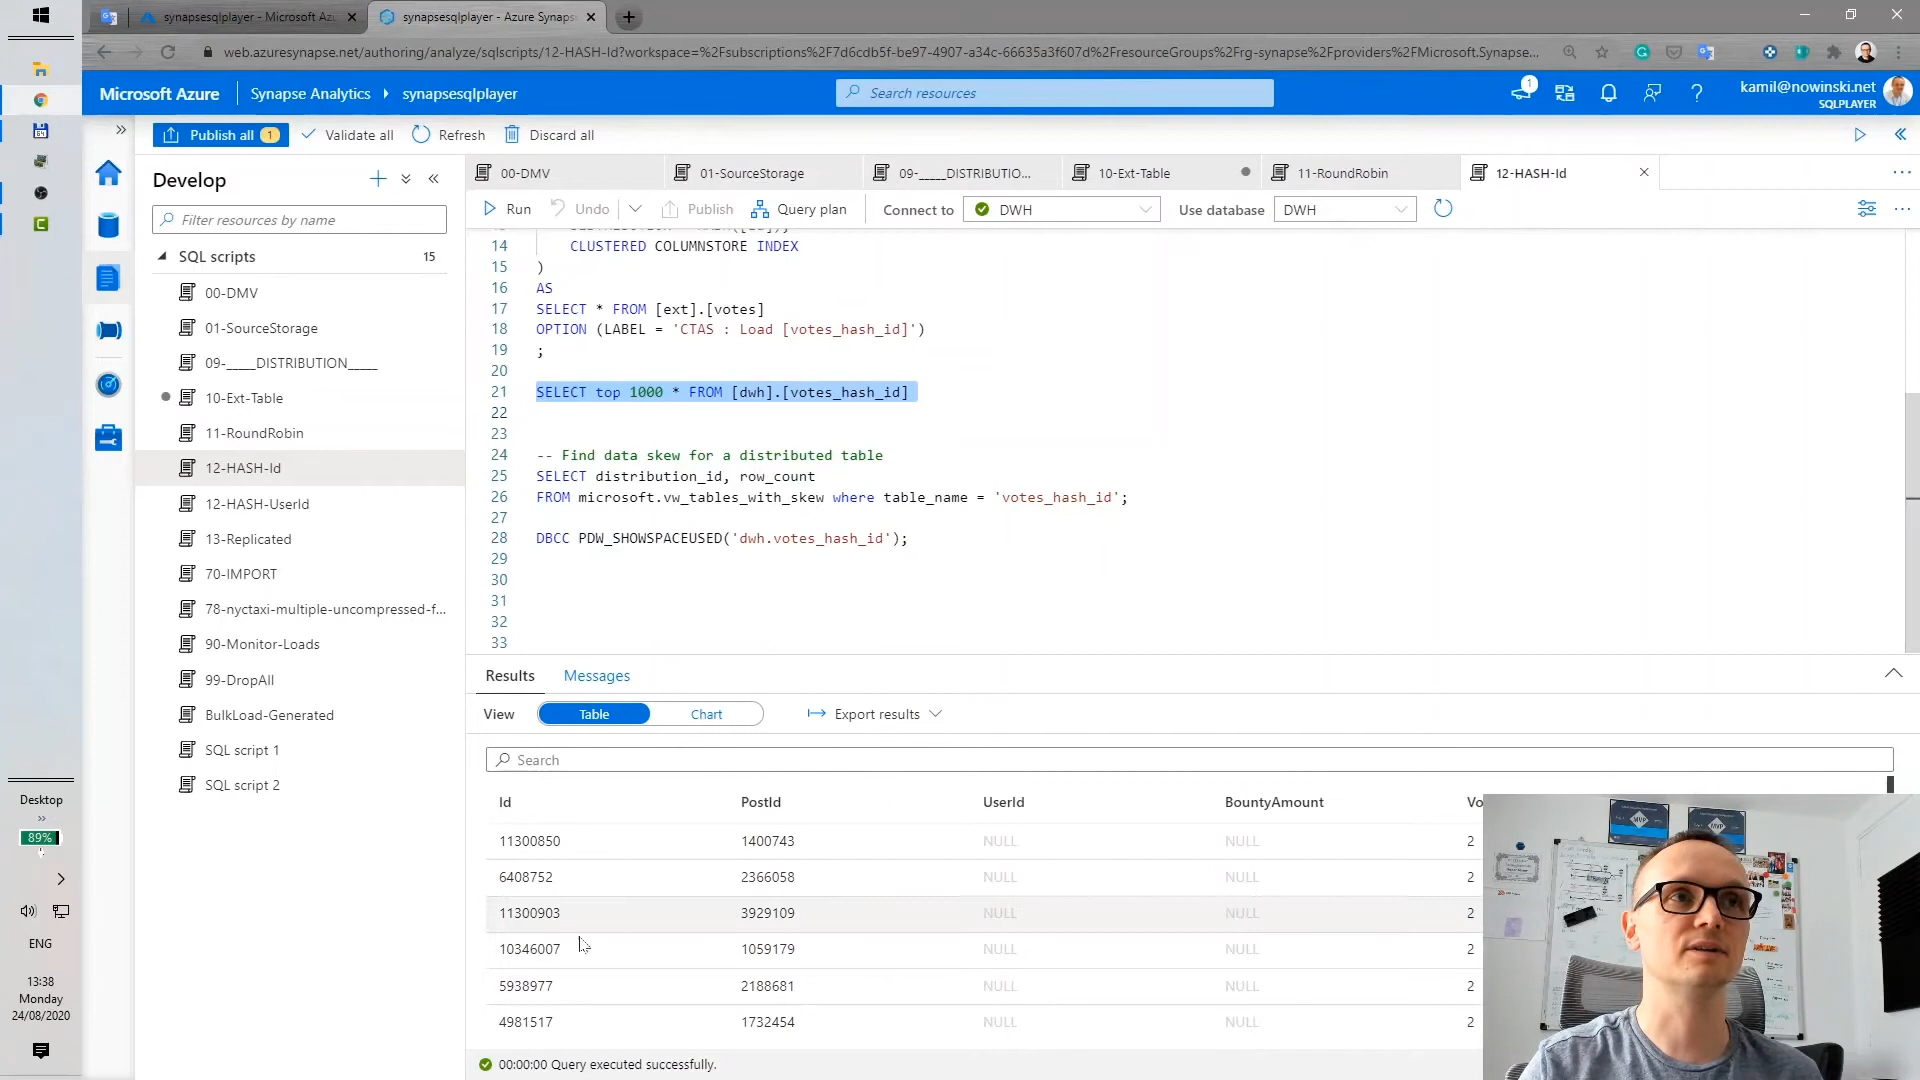 synapsesqlplayer - Microsoft Az
synapsesqlplayer - Azure Synaps
web.azuresynapse.net/authoring/analyze/sqlscripts/12-HASH-Id?workspace=%2Fsubscriptions%2F7d6cdb5f-be97-4907-a34c-66635a3f607d%2FresourceGroups%2Frg-synapse%2Fproviders%2FMicrosoft.Synapse...
Microsoft Azure
Synapse Analytics
synapsesqlplayer
Search resources
1
kamil@nowinski.net
SQLPLAYER
Publish all 1
Validate all
Refresh
Discard all
Develop
Filter resources by name
SQL scripts 15
00-DMV
01-SourceStorage
09-_____DISTRIBUTION_____
10-Ext-Table
11-RoundRobin
12-HASH-Id
12-HASH-UserId
13-Replicated
70-IMPORT
78-nyctaxi-multiple-uncompressed-f...
90-Monitor-Loads
99-DropAll
BulkLoad-Generated
SQL script 1
SQL script 2
00-DMV
01-SourceStorage
09-_____DISTRIBUTIO...
10-Ext-Table
11-RoundRobin
12-HASH-Id
Run
Undo
Publish
Query plan
Connect to
DWH
Use database
DWH
14 CLUSTERED COLUMNSTORE INDEX
15 )
16 AS
17 SELECT * FROM [ext].[votes]
18 OPTION (LABEL = 'CTAS : Load [votes_hash_id]')
19 ;
20
21 SELECT top 1000 * FROM [dwh].[votes_hash_id]
22
23
24 -- Find data skew for a distributed table
25 SELECT distribution_id, row_count
26 FROM microsoft.vw_tables_with_skew where table_name = 'votes_hash_id';
27
28 DBCC PDW_SHOWSPACEUSED('dwh.votes_hash_id');
29
30
31
32
33
Results
Messages
View
Table
Chart
Export results
Search
Id PostId UserId BountyAmount Vo
11300850 1400743 NULL NULL 2
6408752 2366058 NULL NULL 2
11300903 3929109 NULL NULL 2
10346007 1059179 NULL NULL 2
5938977 2188681 NULL NULL 2
4981517 1732454 NULL NULL 2
00:00:00 Query executed successfully.
Desktop
89%
ENG
13:38
Monday
24/08/2020
MVP
MVP